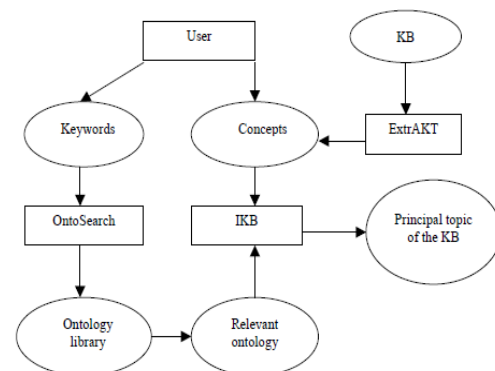 User
KB
Keywords
Concepts
ExtrAKT
OntoSearch
IKB
Principal topic
of the KB
Ontology
library
Relevant
ontology